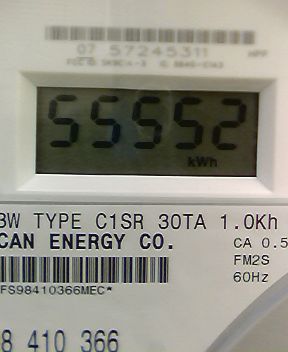 07 57245311
55552
kWh
3W TYPE C1SR 30TA 1.0Kh
CAN ENERGY CO.
CA 0.5
FM2S
60Hz
FS98410366MEC*
8 410 366